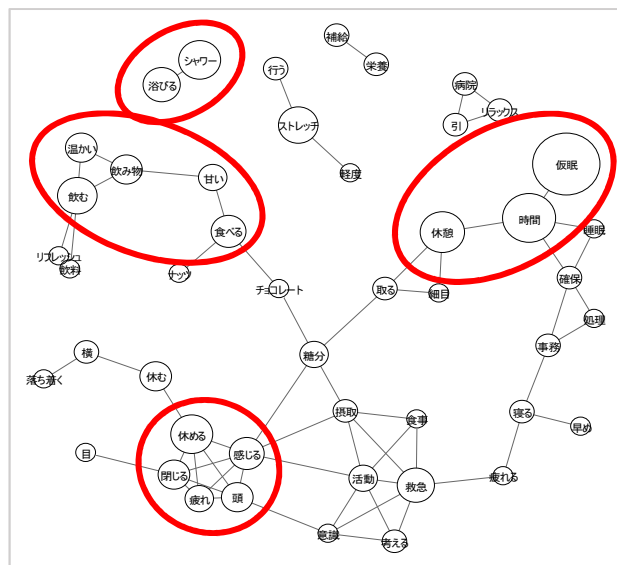 補給
栄養
シャワー
浴びる
行う
ストレッチ
軽度
病院
リラックス
引
温かい
飲み物
甘い
飲む
食べる
リフレッシュ
飲料
ナッツ
チョコレート
仮眠
時間
休憩
睡眠
確保
取る
細目
処理
事務
糖分
横
落ち着く
休む
摂取
食事
寝る
早め
休める
感じる
目
閉じる
疲れ
頭
活動
救急
疲れる
意識
考える